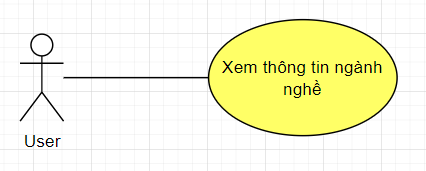 Xem thông tin ngành
nghề
User